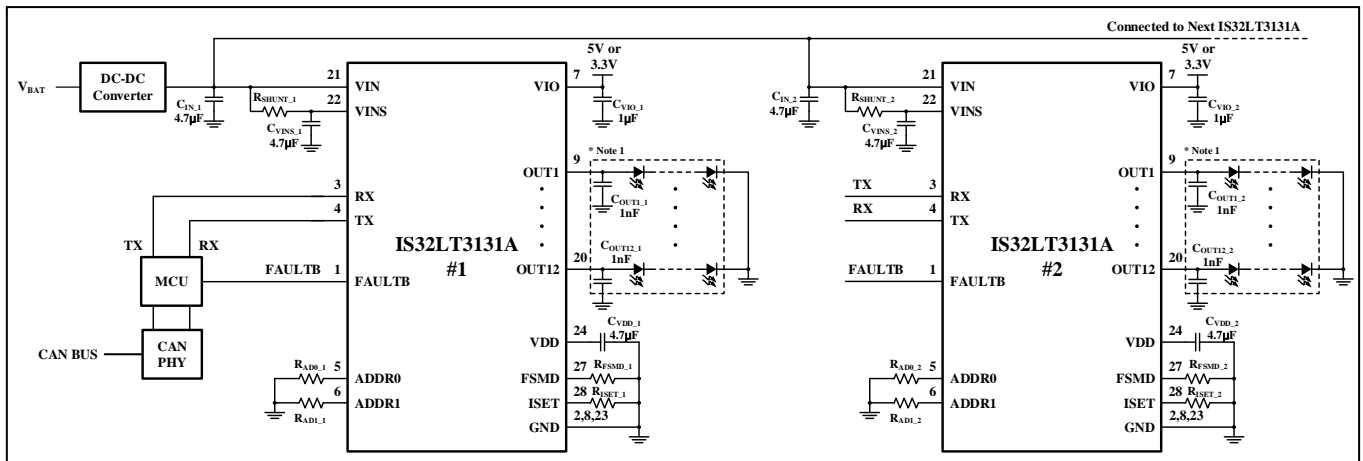 Connected to Next IS32LT3131A
V_BAT
DC-DC
Converter
C_IN_1
4.7µF
R_SHUNT_1
C_VINS_1
4.7µF
21
VIN
22
VINS
3
RX
4
TX
1
FAULTB
5
ADDR0
6
ADDR1
IS32LT3131A
#1
TX
RX
MCU
FAULTB
CAN BUS
CAN
PHY
R_AD0_1
R_AD1_1
5V or
3.3V
7
VIO
C_VIO_1
1µF
* Note 1
9
OUT1
C_OUT1_1
1nF
20
OUT12
C_OUT12_1
1nF
24
VDD
C_VDD_1
4.7µF
27
FSMD
R_FSMD_1
28
ISET
R_ISET_1
2,8,23
GND
C_IN_2
4.7µF
R_SHUNT_2
C_VINS_2
4.7µF
21
VIN
22
VINS
TX
3
RX
RX
4
TX
FAULTB
1
FAULTB
R_AD0_2
5
ADDR0
6
ADDR1
R_AD1_2
IS32LT3131A
#2
5V or
3.3V
7
VIO
C_VIO_2
1µF
* Note 1
9
OUT1
C_OUT1_2
1nF
20
OUT12
C_OUT12_2
1nF
24
VDD
C_VDD_2
4.7µF
27
FSMD
R_FSMD_2
28
ISET
R_ISET_2
2,8,23
GND